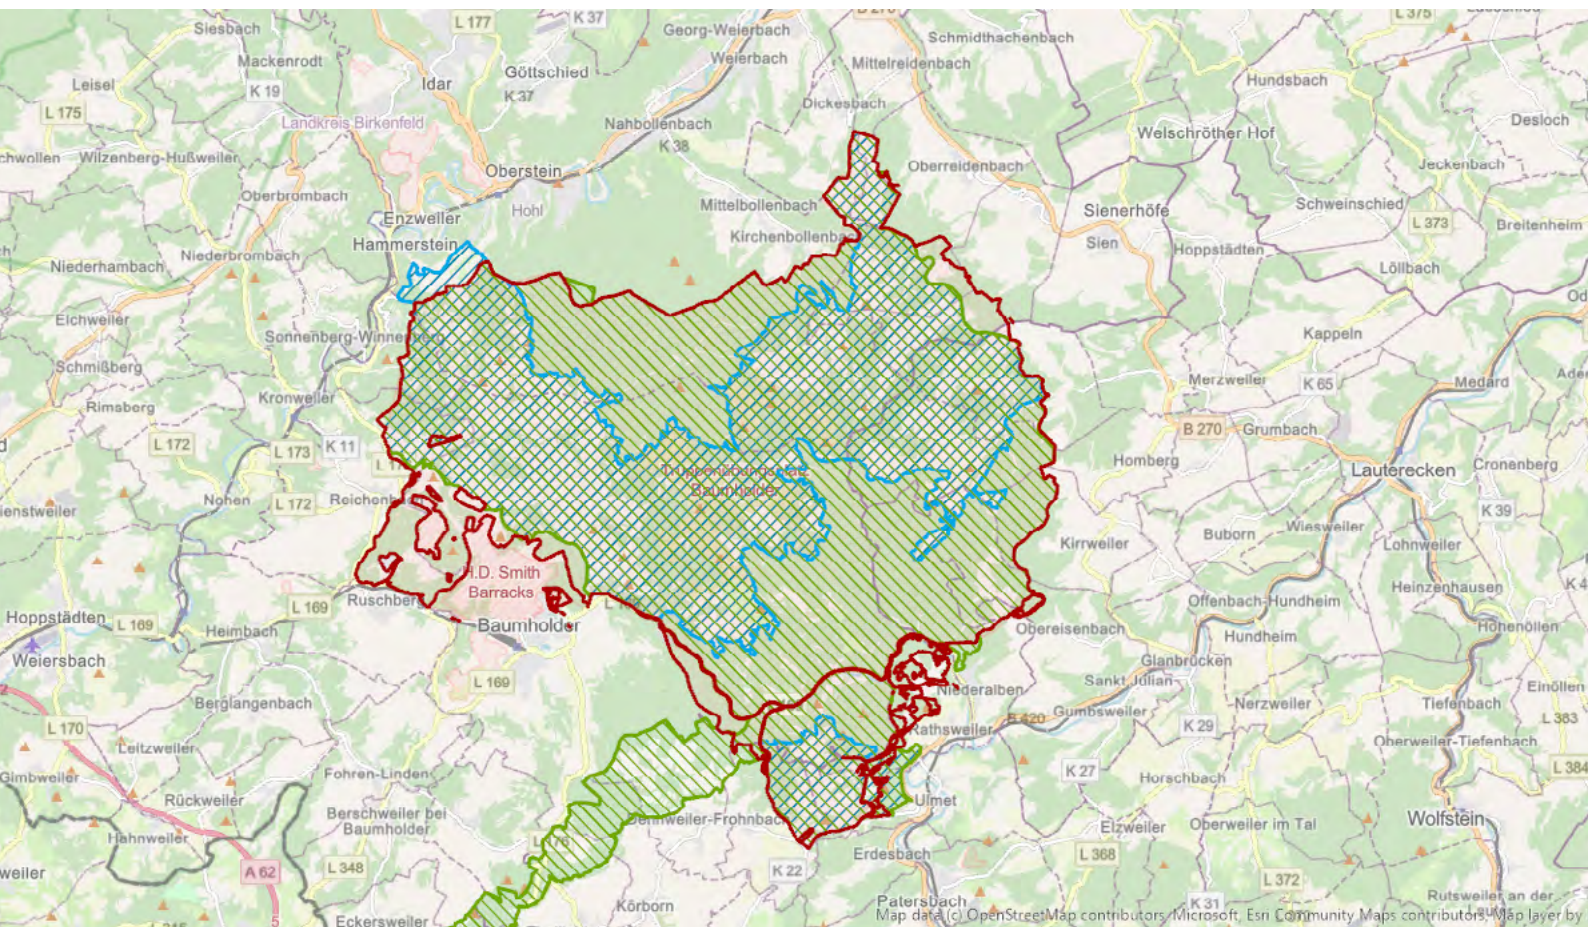 K 37
L 177
Siesbach
Georg-Weierbach
Schmidthachenbach
L 375
Mackenrodt
Weierbach
Mittelreidenbach
Leisel
Idar
Göttschied
Hundsbach
K 19
K 37
L 175
Dickesbach
Desloch
Landkreis Birkenfeld
Nahbollenbach
Welschröther Hof
K 38
Wilzenberg-Hußweiler
Oberstein
Oberreidenbach
Jeckenbach
Oberbrombach
Hohl
Mittelbollenbach
Sienerhöfe
Schweinschied
Enzweiler
L 373
Breitenheim
Hammerstein
Sien
Hoppstädten
Niederbrombach
Niederhambach
Löllbach
Elchweiler
Kappeln
Schmißberg
Merzweiler
K 65
Medard
Kronweiler
Rimsberg
B 270
Grumbach
L 172
L 173
K 11
Homberg
Lauterecken
Cronenberg
Truppenübungsplatz
Baumholder
Nohen
L 172
K 39
Buborn
Wiesweiler
Kirrweiler
Lohnweiler
H.D. Smith
Barracks
Heinzenhausen
L 169
Offenbach-Hundheim
Hoppstädten
L 169
Heimbach
Baumholder
Obereisenbach
Hundheim
Hohenöllen
Weiersbach
Glanbrücken
L 169
Sankt Julian
Einöllen
Niederalben
Berglangenbach
Nerzweiler
Tiefenbach
L 170
Gumbsweiler
K 29
L 383
B 420
Rathsweiler
Leitzweiler
Oberweiler-Tiefenbach
Gimbweiler
Fohren-Linden
K 27
Horschbach
L 384
Rückweiler
Ulmet
Berschweiler bei
Baumholder
Hahnweiler
Elzweiler
Oberweiler im Tal
Wolfstein
Erdesbach
L 368
A 62
L 348
K 22
L 372
Patersbach
K 31
Rutsweiler an der
Körborn
Eckersweiler
Map data (c) OpenStreetMap contributors, Microsoft, Esri Community Maps contributors, Map layer by